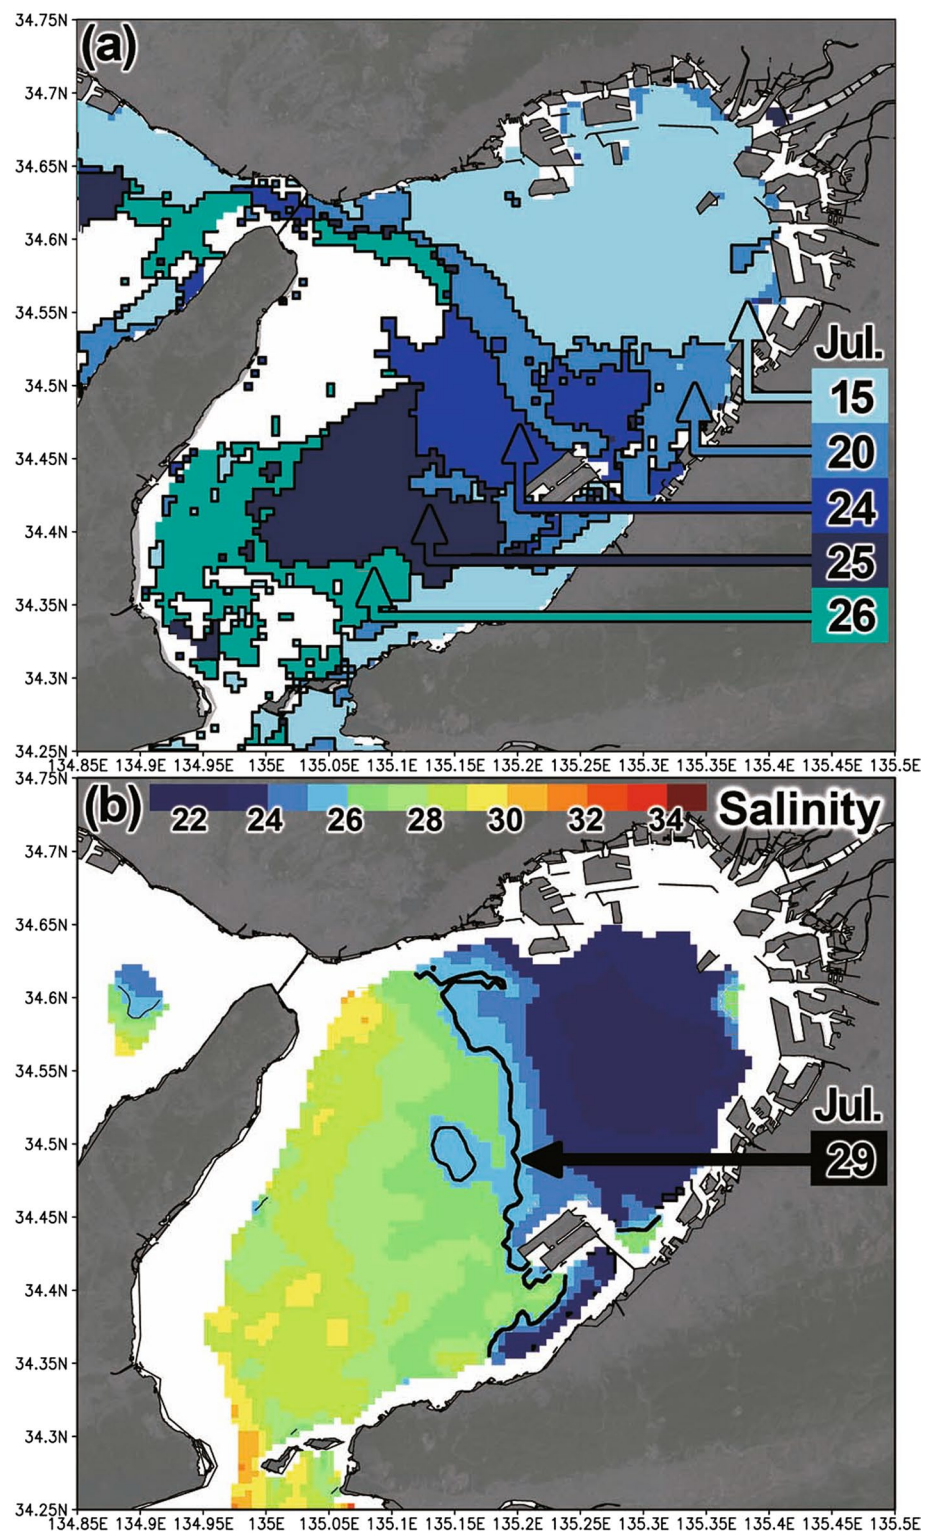 (a)
34.75N
34.7N
34.65N
34.6N
34.55N
34.5N
34.45N
34.4N
34.35N
34.3N
34.25N
Jul.
15
20
24
25
26
134.85E 134.9E 134.95E 135E 135.05E 135.1E 135.15E 135.2E 135.25E 135.3E 135.35E 135.4E 135.45E 135.5E
(b)
22 24 26 28 30 32 34 Salinity
34.75N
34.7N
34.65N
34.6N
34.55N
34.5N
34.45N
34.4N
34.35N
34.3N
34.25N
Jul.
29
134.85E 134.9E 134.95E 135E 135.05E 135.1E 135.15E 135.2E 135.25E 135.3E 135.35E 135.4E 135.45E 135.5E